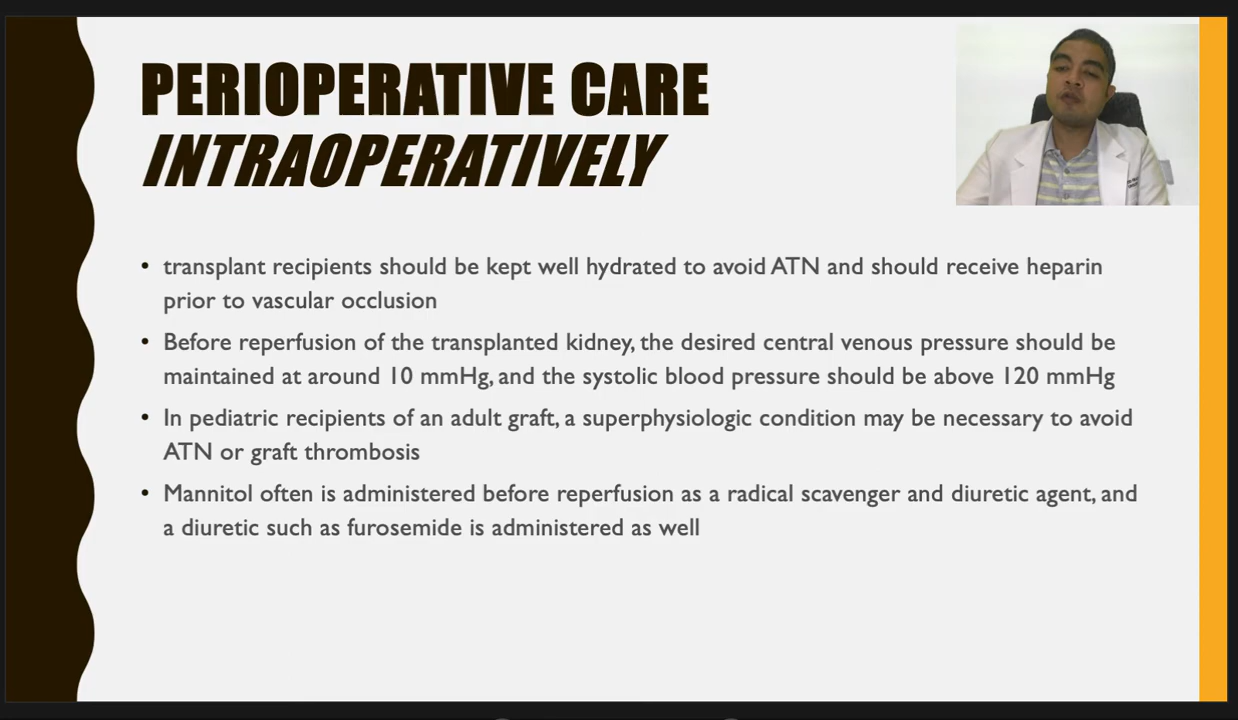 PERIOPERATIVE CARE
INTRAOPERATIVELY
• transplant recipients should be kept well hydrated to avoid ATN and should receive heparin
prior to vascular occlusion
• Before reperfusion of the transplanted kidney, the desired central venous pressure should be
maintained at around 10 mmHg, and the systolic blood pressure should be above 120 mmHg
• In pediatric recipients of an adult graft, a superphysiologic condition may be necessary to avoid
ATN or graft thrombosis
• Mannitol often is administered before reperfusion as a radical scavenger and diuretic agent, and
a diuretic such as furosemide is administered as well